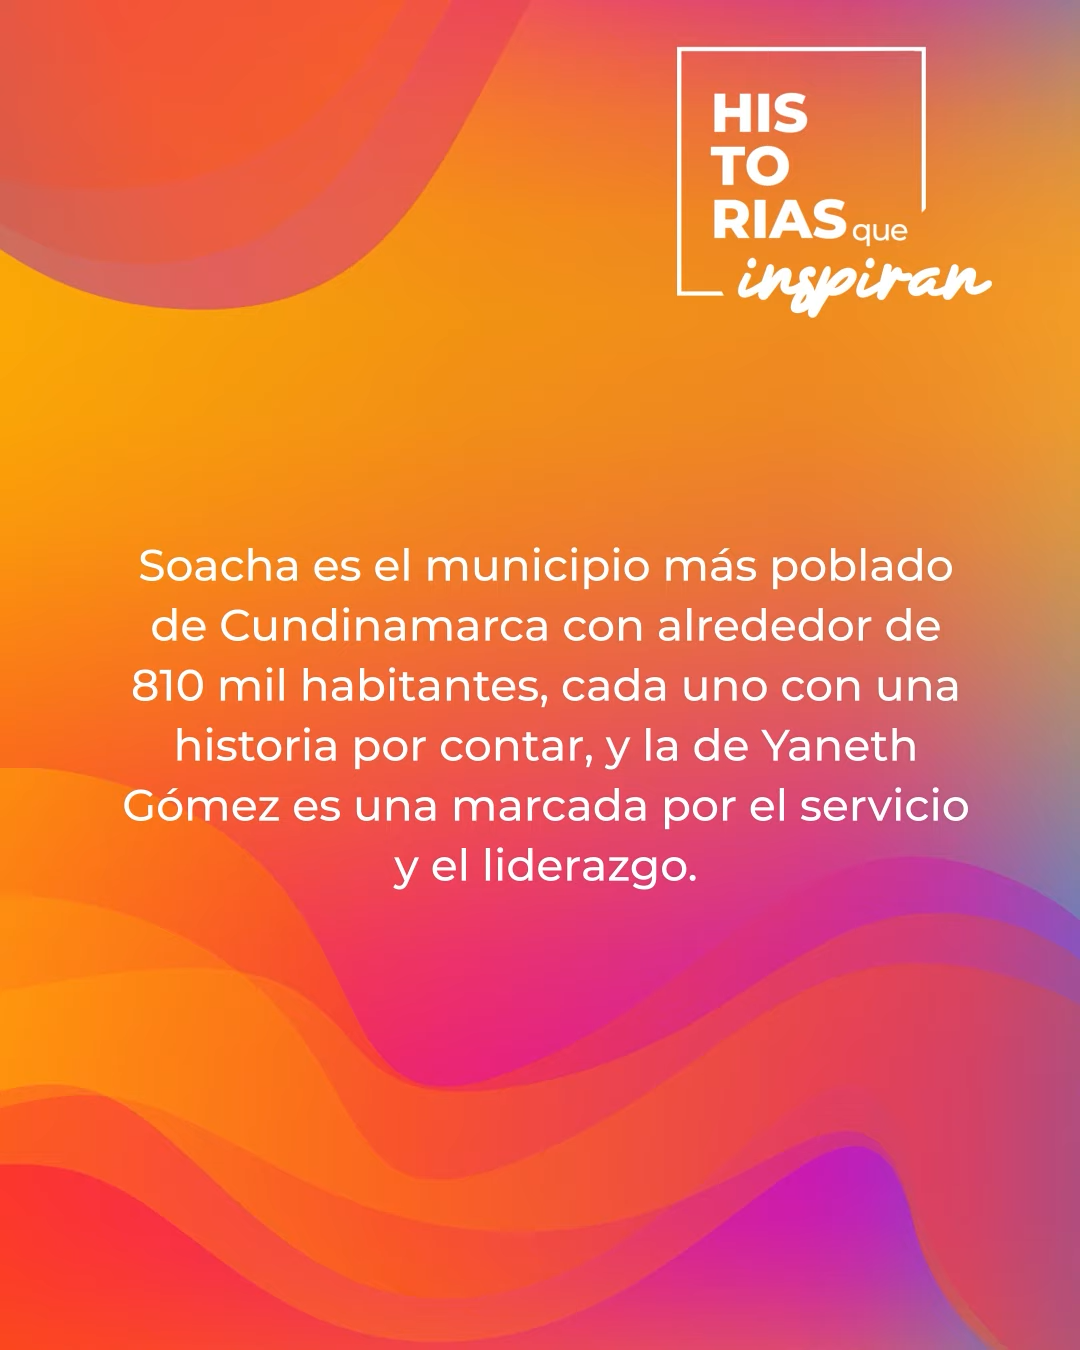 HIS
TO
RIAS que
inspiran
Soacha es el municipio más poblado
de Cundinamarca con alrededor de
810 mil habitantes, cada uno con una
historia por contar, y la de Yaneth
Gómez es una marcada por el servicio
y el liderazgo.